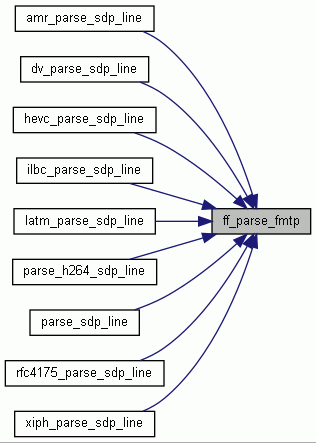 amr_parse_sdp_line
dv_parse_sdp_line
hevc_parse_sdp_line
ilbc_parse_sdp_line
latm_parse_sdp_line
ff_parse_fmtp
parse_h264_sdp_line
parse_sdp_line
rfc4175_parse_sdp_line
xiph_parse_sdp_line